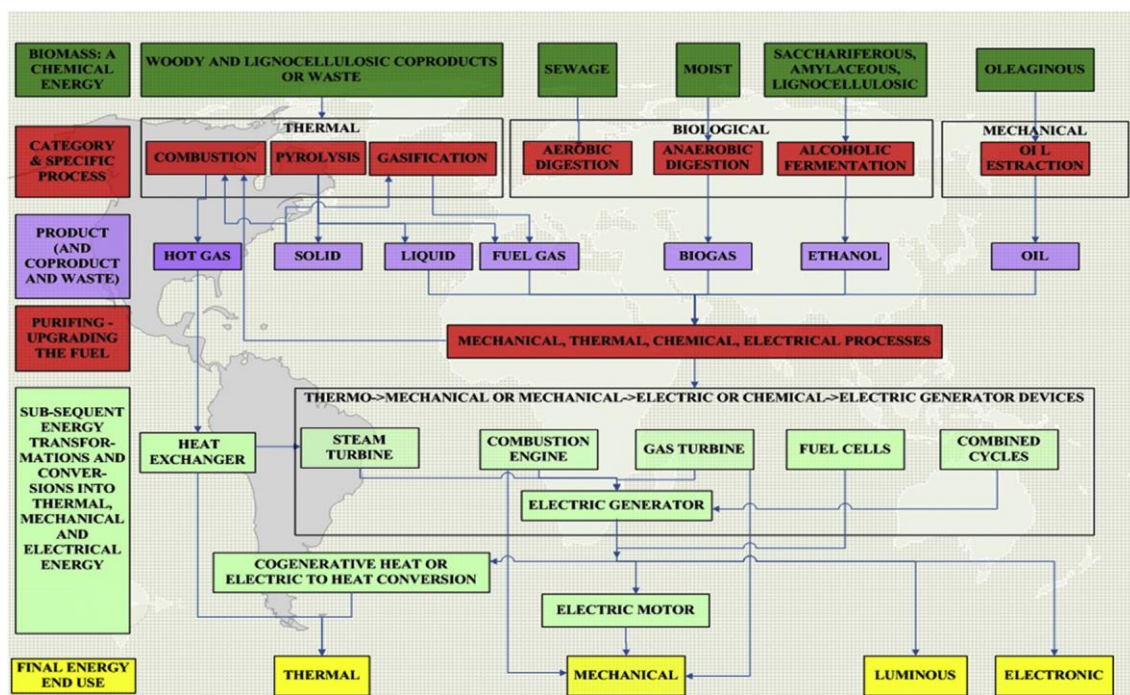 BIOMASS: A
CHEMICAL
ENERGY
WOODY AND LIGNOCELLULOSIC COPRODUCTS
OR WASTE
SEWAGE
MOIST
SACCHARIFEROUS,
AMYLACEOUS,
LIGNOCELLULOSIC
OLEAGINOUS
CATEGORY
& SPECIFIC
PROCESS
THERMAL
COMBUSTION
PYROLYSIS
GASIFICATION
BIOLOGICAL
AEROBIC
DIGESTION
ANAEROBIC
DIGESTION
ALCOHOLIC
FERMENTATION
MECHANICAL
OIL
ESTRACTION
PRODUCT
(AND
COPRODUCT
AND WASTE)
HOT GAS
SOLID
LIQUID
FUEL GAS
BIOGAS
ETHANOL
OIL
PURIFING -
UPGRADING
THE FUEL
MECHANICAL, THERMAL, CHEMICAL, ELECTRICAL PROCESSES
SUB-SEQUENT
ENERGY
TRANSFOR-
MATIONS AND
CONVER-
SIONS INTO
THERMAL,
MECHANICAL
AND
ELECTRICAL
ENERGY
THERMO->MECHANICAL OR MECHANICAL->ELECTRIC OR CHEMICAL->ELECTRIC GENERATOR DEVICES
HEAT
EXCHANGER
STEAM
TURBINE
COMBUSTION
ENGINE
GAS TURBINE
FUEL CELLS
COMBINED
CYCLES
ELECTRIC GENERATOR
COGENERATIVE HEAT OR
ELECTRIC TO HEAT CONVERSION
ELECTRIC MOTOR
FINAL ENERGY
END USE
THERMAL
MECHANICAL
LUMINOUS
ELECTRONIC